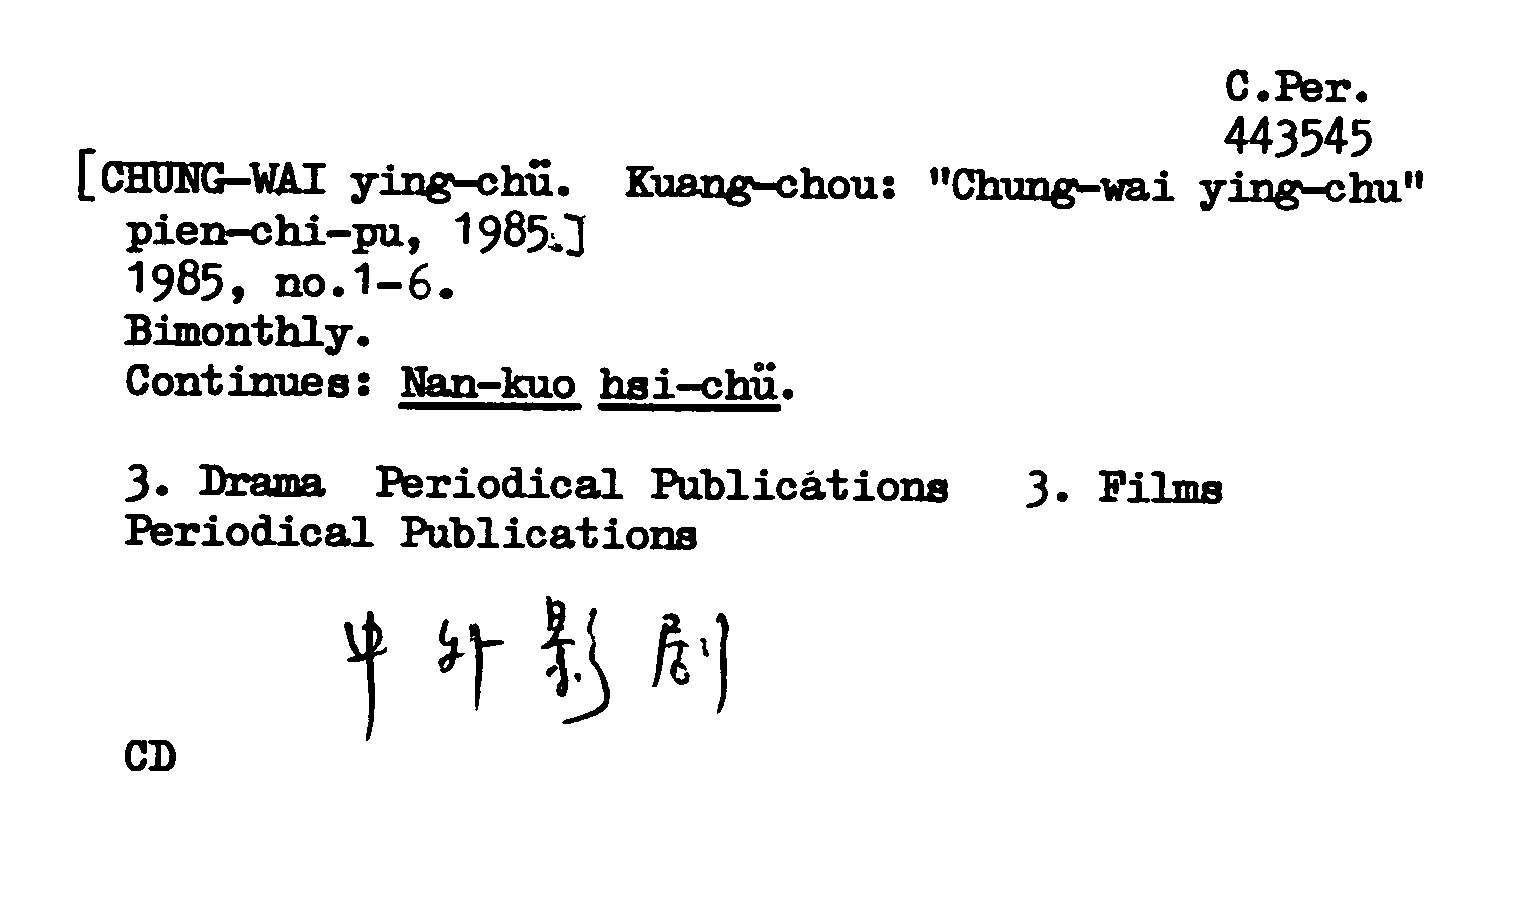 C.Per.
443545
[CHUNG-WAI ying-chü. Kuang-chou: "Chung-wai ying-chu"
pien-chi-pu, 1985.]
1985, no.1-6.
Bimonthly.
Continues: Nan-kuo hsi-chü.
3. Drama Periodical Publications 3. Films
Periodical Publications
中外影剧
CD